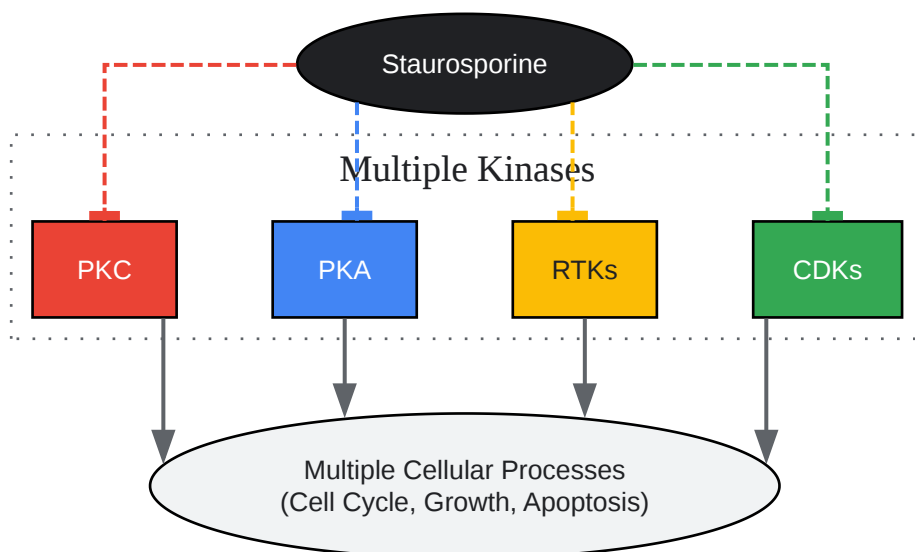 Staurosporine
Multiple Kinases
PKC
PKA
RTKs
CDKs
Multiple Cellular Processes
(Cell Cycle, Growth, Apoptosis)